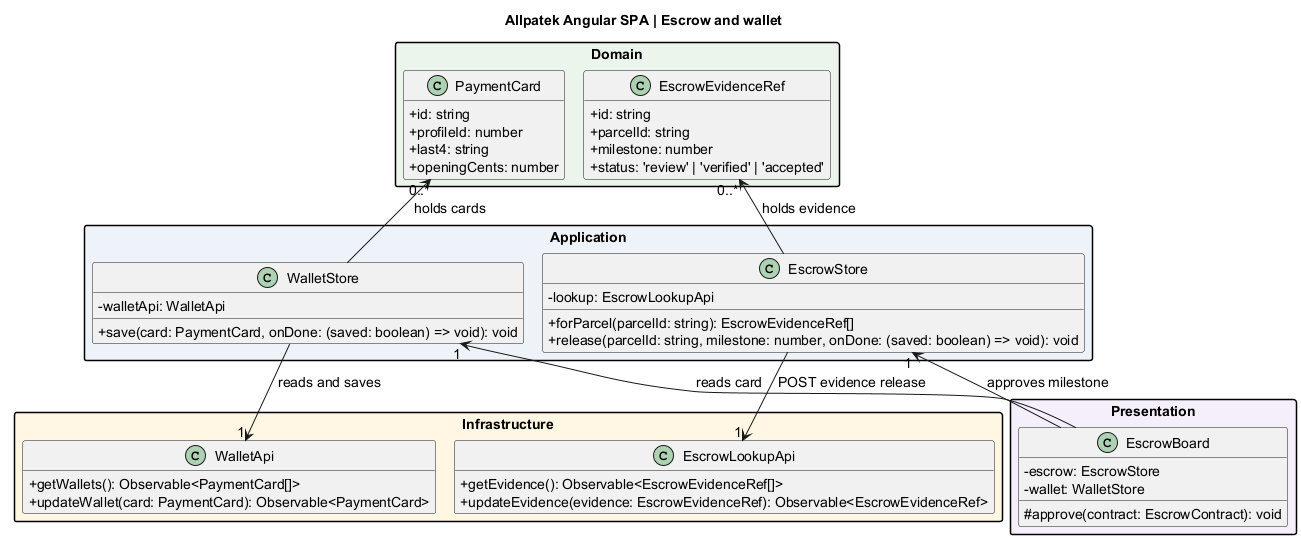 Allpatek Angular SPA | Escrow and wallet
Domain
C PaymentCard
+id: string
+profileId: number
+last4: string
+openingCents: number
C EscrowEvidenceRef
+id: string
+parcelId: string
+milestone: number
+status: 'review' | 'verified' | 'accepted'
0..*
0..*
holds cards
holds evidence
Application
C WalletStore
-walletApi: WalletApi
+save(card: PaymentCard, onDone: (saved: boolean) => void): void
C EscrowStore
-lookup: EscrowLookupApi
+forParcel(parcelId: string): EscrowEvidenceRef[]
+release(parcelId: string, milestone: number, onDone: (saved: boolean) => void): void
1
1
reads and saves
reads card
POST evidence release
approves milestone
Infrastructure
1
1
C WalletApi
+getWallets(): Observable<PaymentCard[]>
+updateWallet(card: PaymentCard): Observable<PaymentCard>
C EscrowLookupApi
+getEvidence(): Observable<EscrowEvidenceRef[]>
+updateEvidence(evidence: EscrowEvidenceRef): Observable<EscrowEvidenceRef>
Presentation
C EscrowBoard
-escrow: EscrowStore
-wallet: WalletStore
#approve(contract: EscrowContract): void